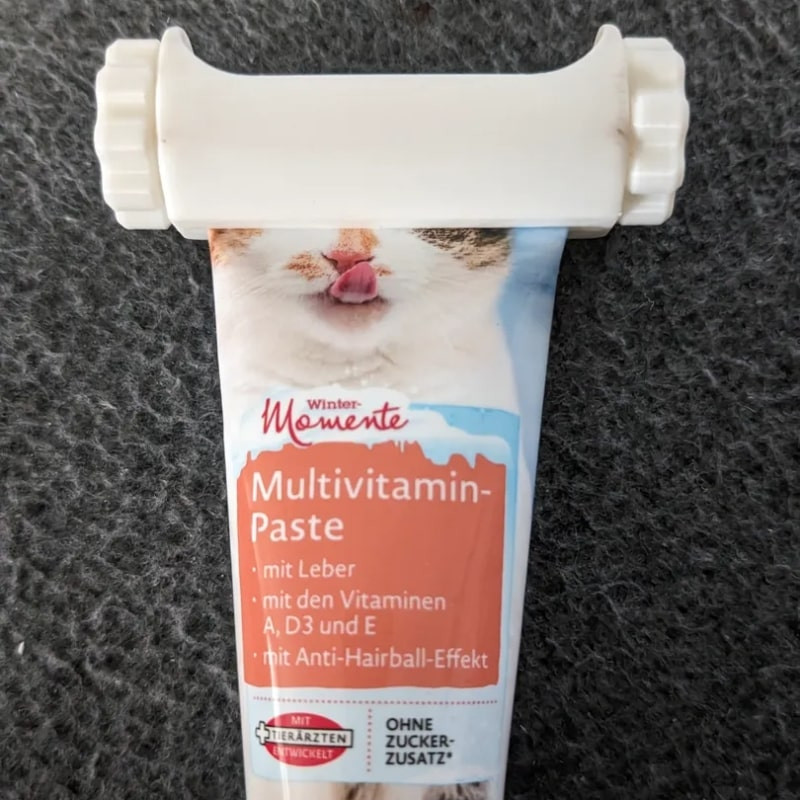 Winter-
Momente
Multivitamin-
Paste
· mit Leber
· mit den Vitaminen
A, D3 und E
· mit Anti-Hairball-Effekt
MIT
TIERÄRZTEN
ENTWICKELT
OHNE
ZUCKER-
ZUSATZ*